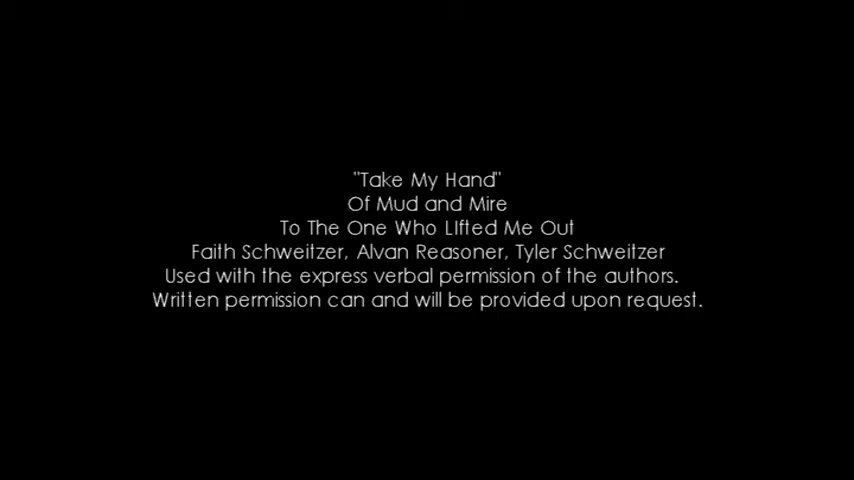 "Take My Hand"
Of Mud and Mire
To The One Who LIfted Me Out
Faith Schweitzer, Alvan Reasoner, Tyler Schweitzer
Used with the express verbal permission of the authors.
Written permission can and will be provided upon request.